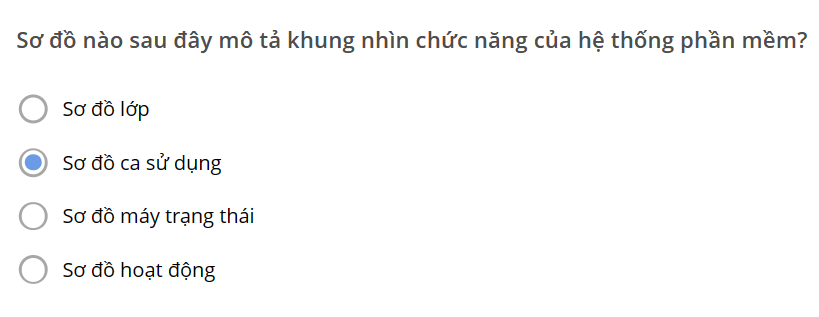 Sơ đồ nào sau đây mô tả khung nhìn chức năng của hệ thống phần mềm?
Sơ đồ lớp
Sơ đồ ca sử dụng
Sơ đồ máy trạng thái
Sơ đồ hoạt động